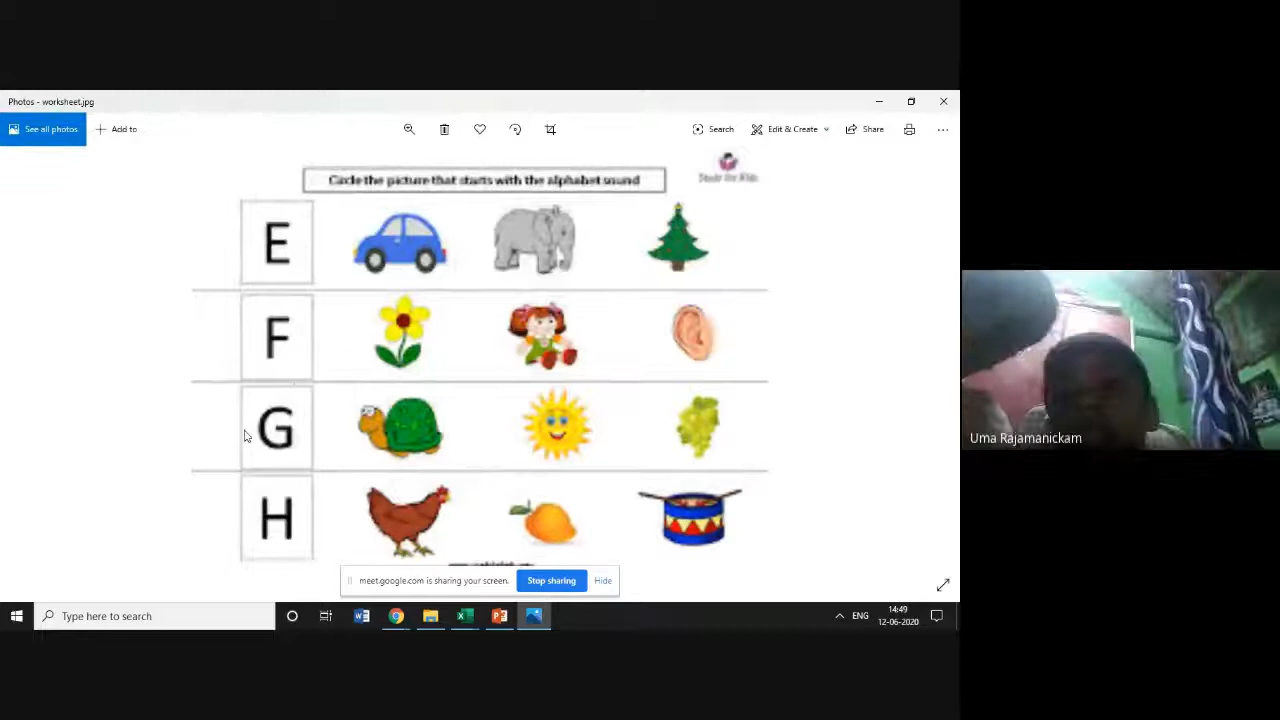 Photos - worksheet.jpg
See all photos
Add to
Search
Edit & Create
Share
Circle the picture that starts with the alphabet sound
E
F
G
H
meet.google.com is sharing your screen.
Stop sharing
Hide
Uma Rajamanickam
Type here to search
ENG
14:49
12-06-2020